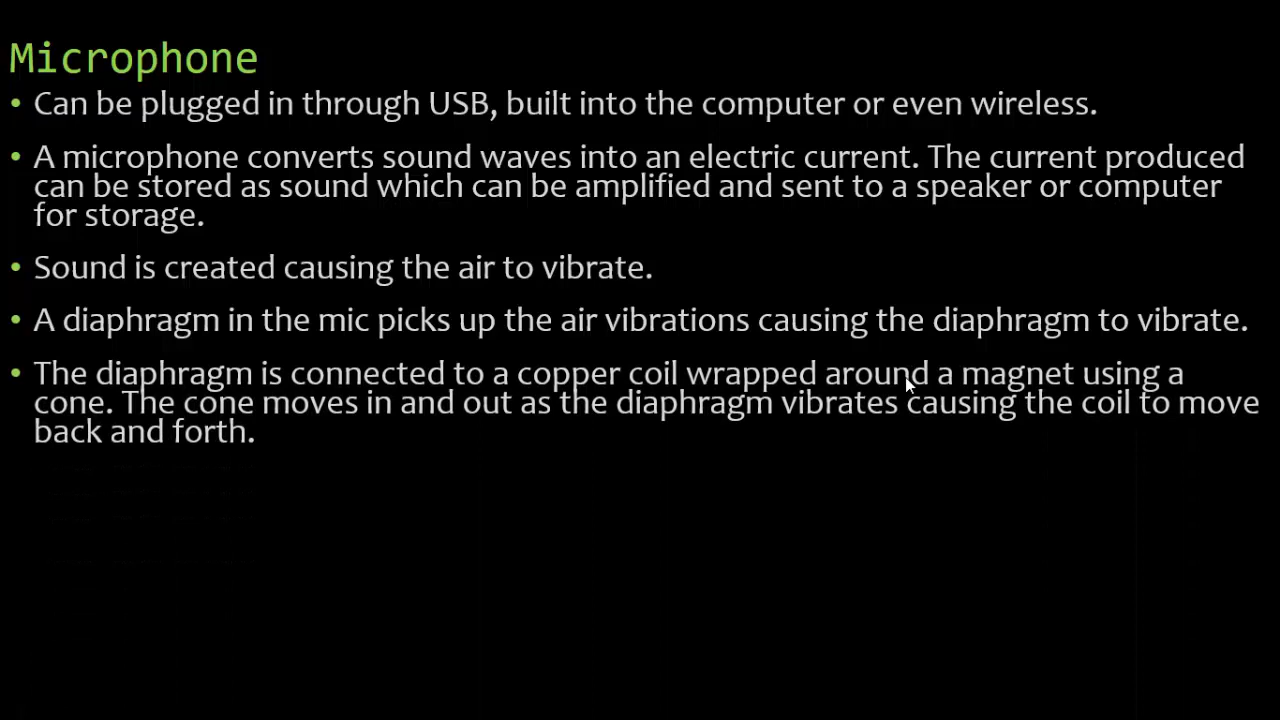 Microphone
• Can be plugged in through USB, built into the computer or even wireless.
• A microphone converts sound waves into an electric current. The current produced
can be stored as sound which can be amplified and sent to a speaker or computer
for storage.
• Sound is created causing the air to vibrate.
• A diaphragm in the mic picks up the air vibrations causing the diaphragm to vibrate.
• The diaphragm is connected to a copper coil wrapped around a magnet using a
cone. The cone moves in and out as the diaphragm vibrates causing the coil to move
back and forth.